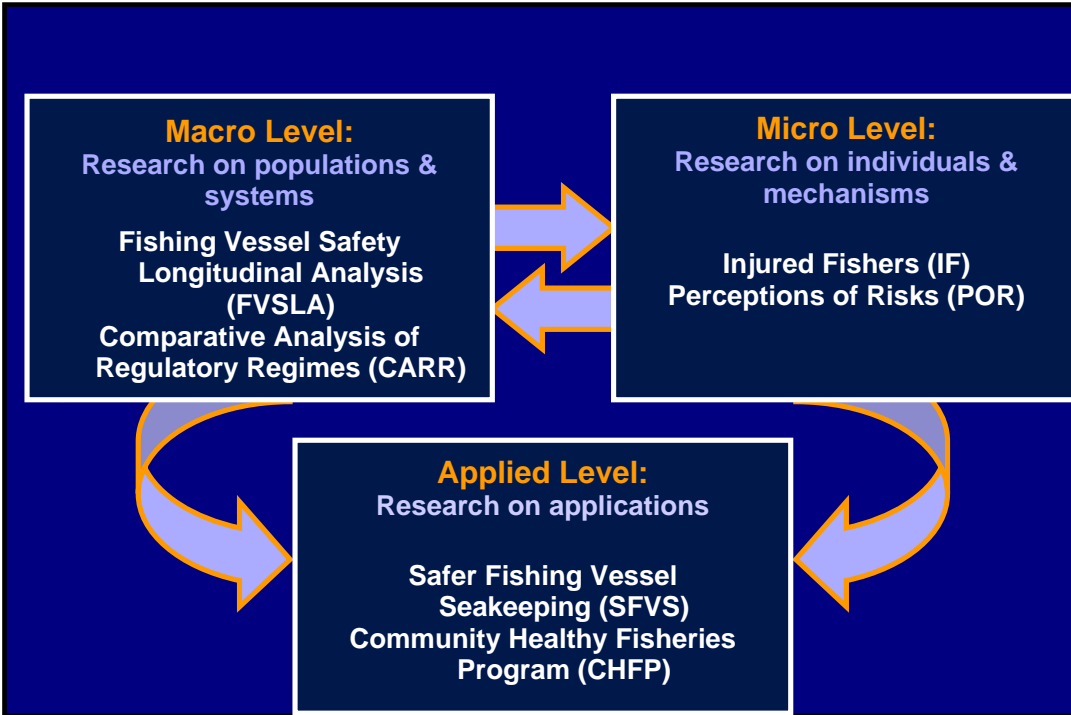 Macro Level:
Research on populations &
systems
Fishing Vessel Safety
Longitudinal Analysis
(FVSLA)
Comparative Analysis of
Regulatory Regimes (CARR)
Micro Level:
Research on individuals &
mechanisms
Injured Fishers (IF)
Perceptions of Risks (POR)
Applied Level:
Research on applications
Safer Fishing Vessel
Seakeeping (SFVS)
Community Healthy Fisheries
Program (CHFP)